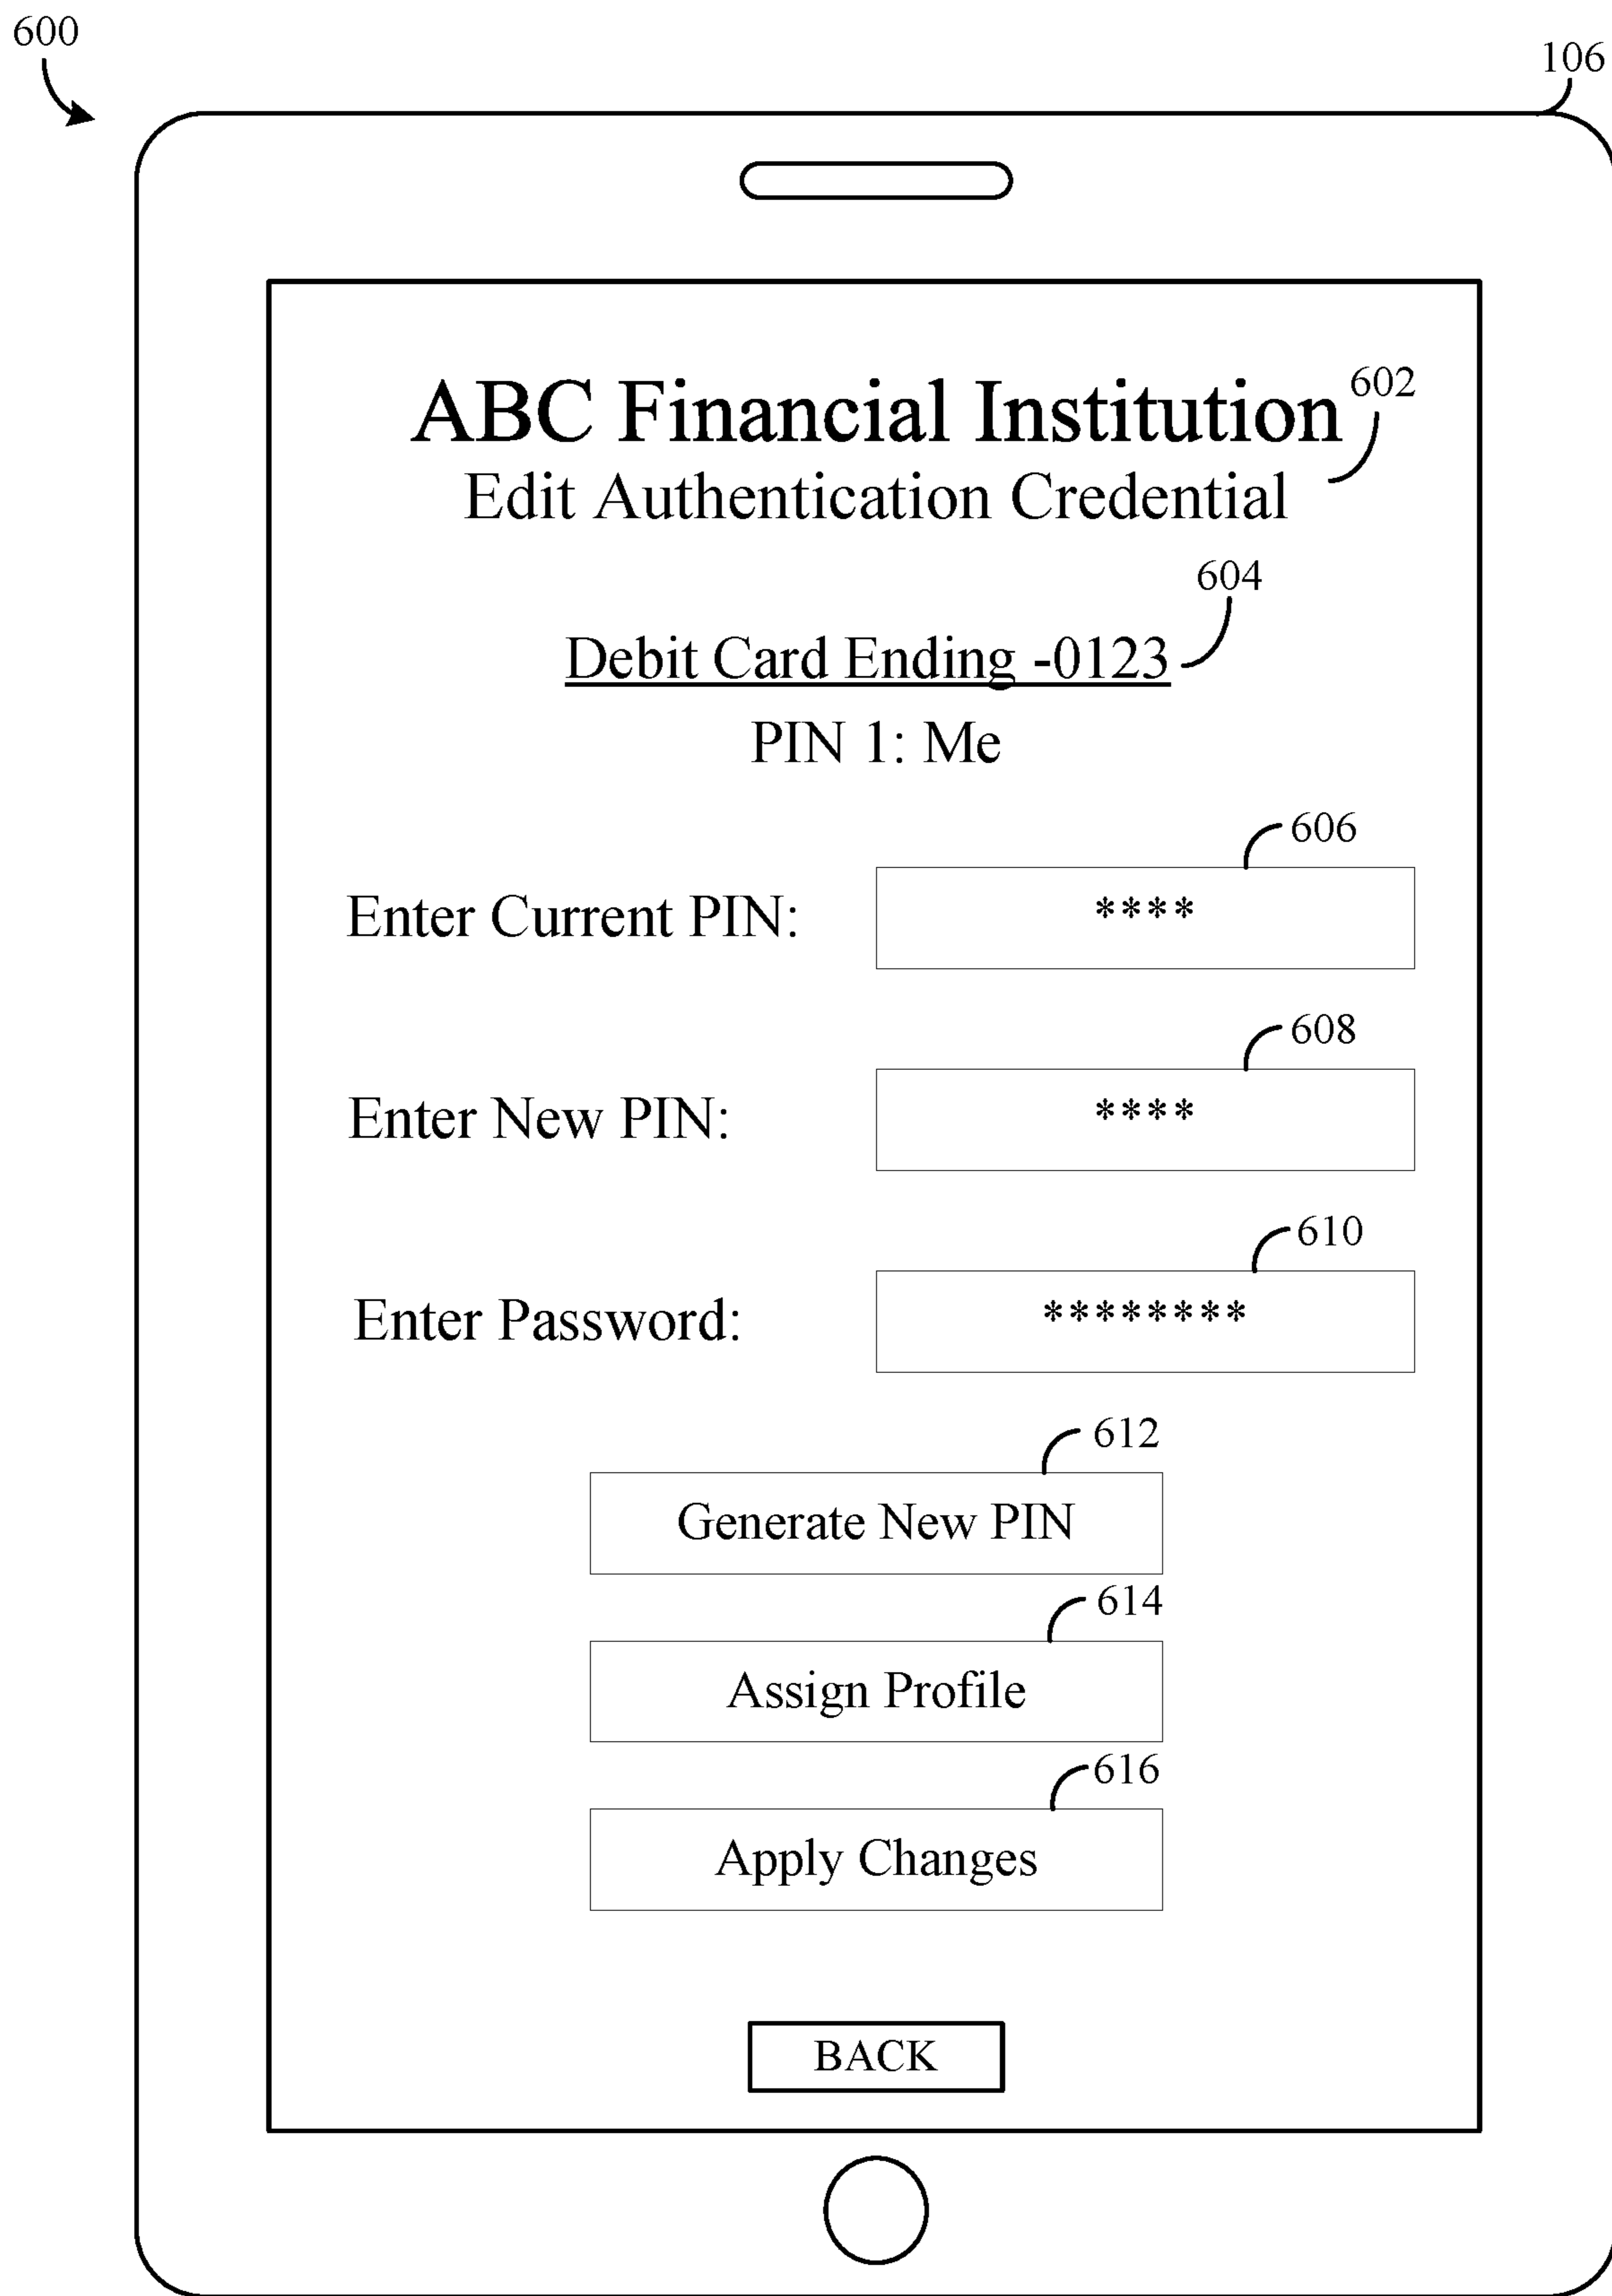 600
106
ABC Financial Institution
602
Edit Authentication Credential
604
Debit Card Ending -0123
PIN 1: Me
606
Enter Current PIN: ****
608
Enter New PIN: ****
610
Enter Password: ********
612
Generate New PIN
614
Assign Profile
616
Apply Changes
BACK